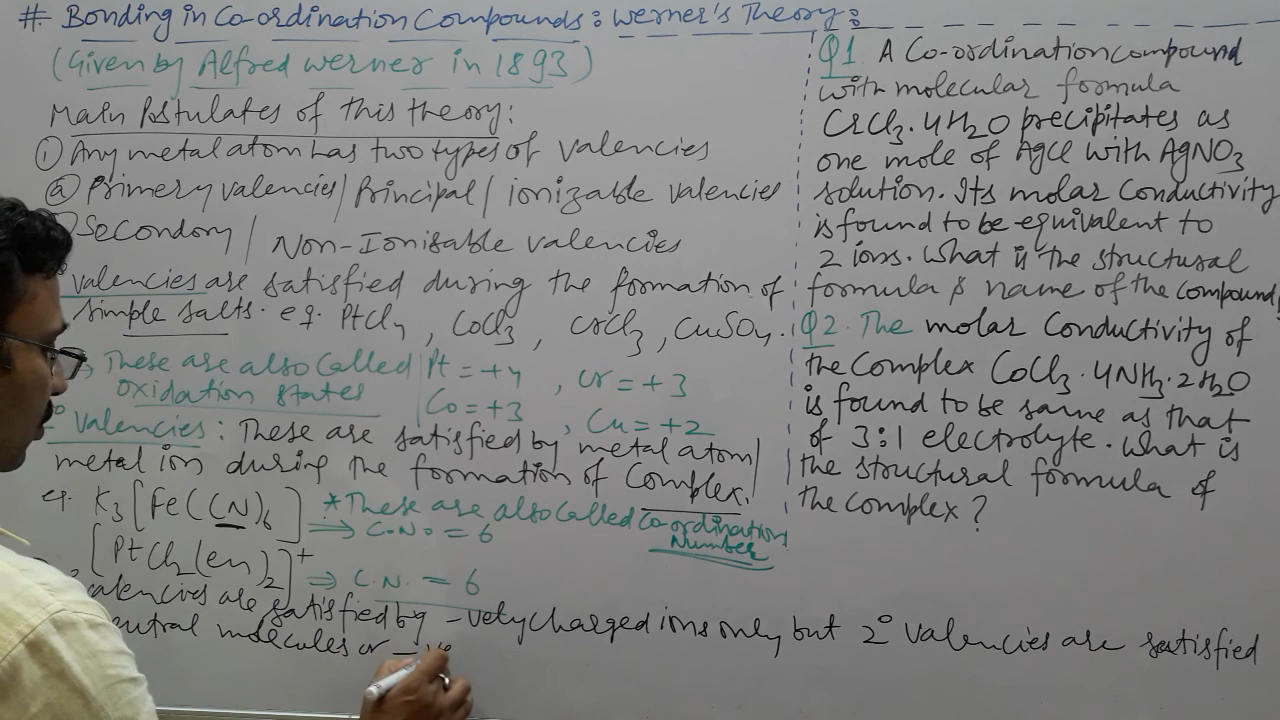 # Bonding in Co-ordination Compounds: Werner's Theory:
(Given by Alfred Werner in 1893)
Main Postulates of this theory:
① Any metal atom has two types of valencies
ⓐ Primery valencies/Principal/ionizable valencies
Secondory/ Non-Ionisable valencies
valencies are satisfied during the formation of
simple salts. eg. PtCl4, CoCl3, CrCl3, CuSO4.
These are also called
oxidation states
Pt = +4, Cr = +3
Co = +3, Cu = +2
2° valencies: These are satisfied by metal atom/
metal ion during the formation of Complex.
eg. K3[Fe(CN)6]
*These are also called Co-ordination Number
⇒ C.No = 6
[PtCl2(en)2]+ ⇒ C.N. = 6
valencies are satisfied by -vely charged ions only but 2° valencies are satisfied
neutral molecules or -ve
Q1. A Co-ordination compound
with molecular formula
CrCl3.4H2O precipitates as
one mole of AgCl with AgNO3
solution. Its molar Conductivity
is found to be equivalent to
2 ions. What is the structural
formula & name of the compound?
Q2. The molar Conductivity of
the Complex CoCl3.4NH3.2H2O
is found to be same as that
of 3:1 electrolyte. What is
the structural formula of
the complex?